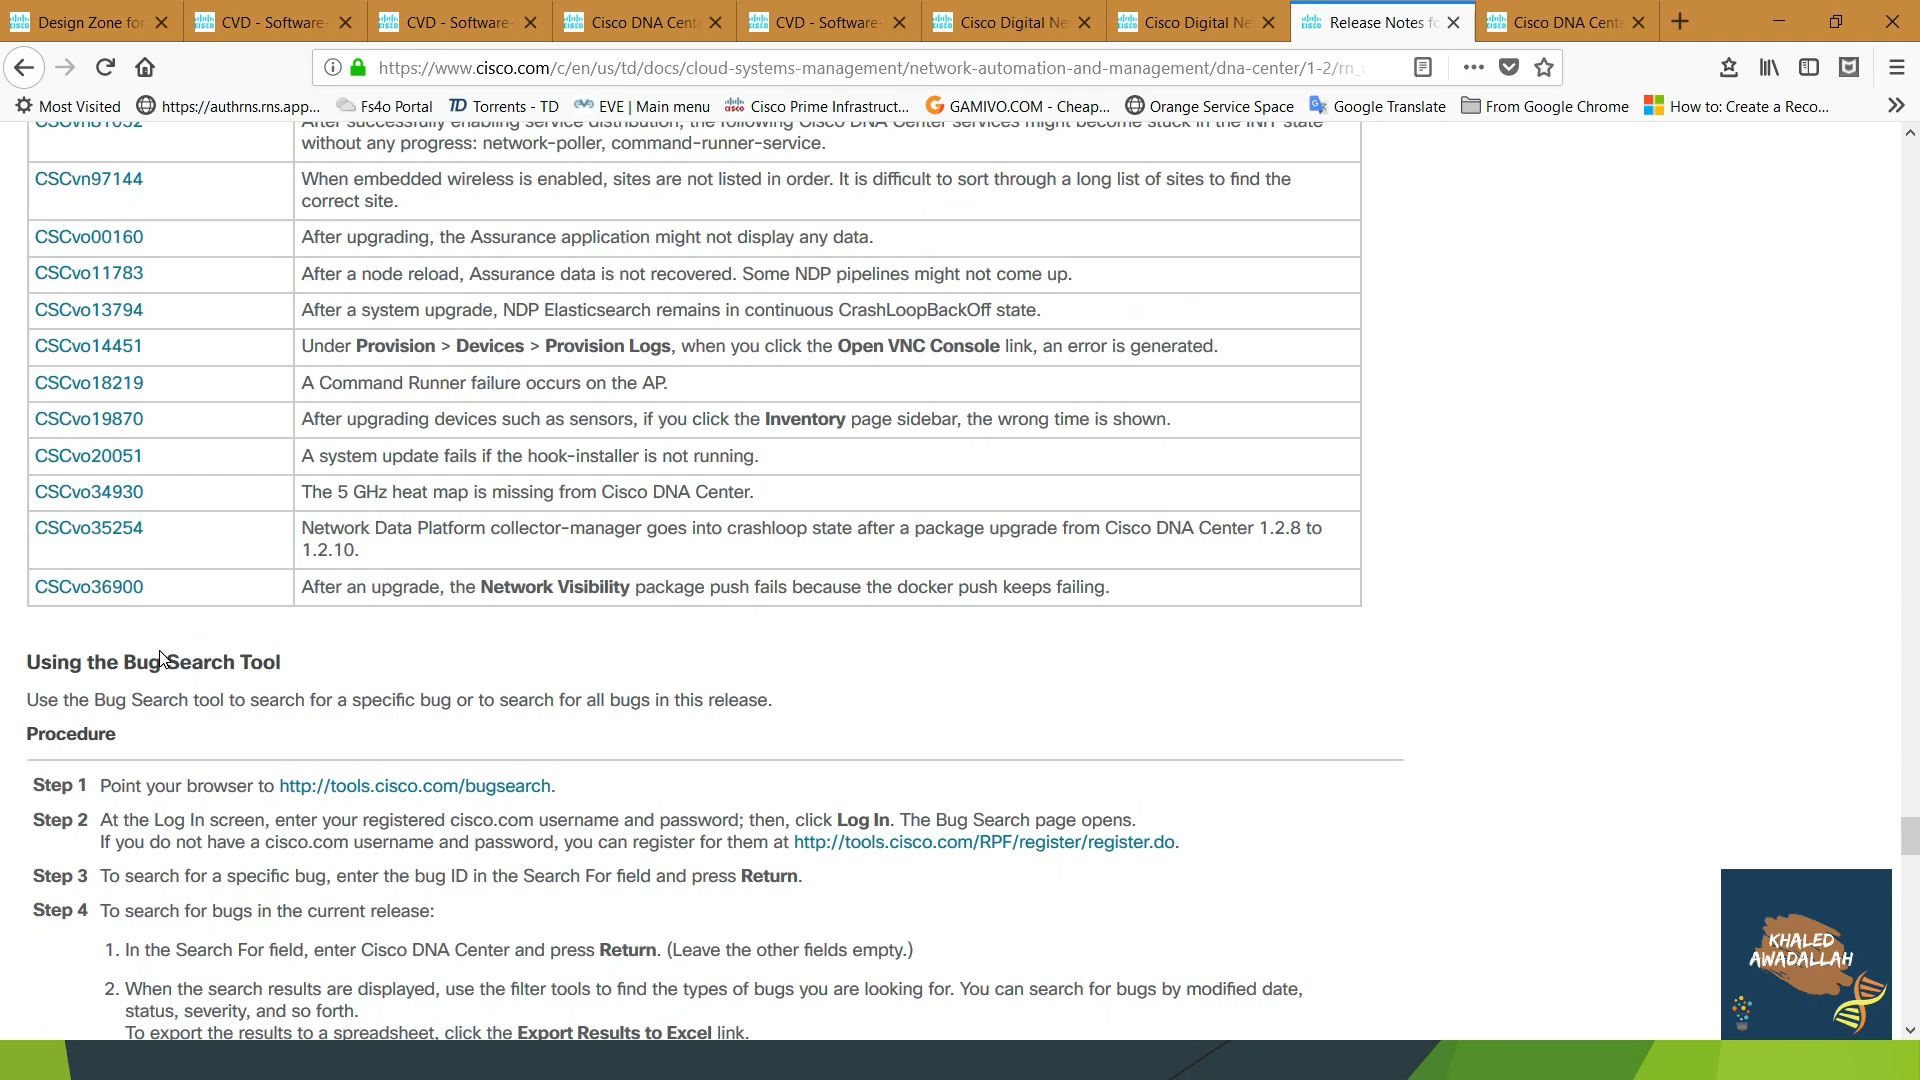 Design Zone for
CVD - Software-
CVD - Software-
Cisco DNA Cent
CVD - Software-
Cisco Digital Ne
Cisco Digital Ne
Release Notes fo
Cisco DNA Cent
https://www.cisco.com/c/en/us/td/docs/cloud-systems-management/network-automation-and-management/dna-center/1-2/rn_r
Most Visited
https://authrns.rns.app...
Fs4o Portal
TD Torrents - TD
EVE | Main menu
Cisco Prime Infrastruct...
GAMIVO.COM - Cheap...
Orange Service Space
Google Translate
From Google Chrome
How to: Create a Reco...
CSCvn81052 After successfully enabling service distribution, the following Cisco DNA Center services might become stuck in the INIT state
without any progress: network-poller, command-runner-service.
CSCvn97144 When embedded wireless is enabled, sites are not listed in order. It is difficult to sort through a long list of sites to find the
correct site.
CSCvo00160 After upgrading, the Assurance application might not display any data.
CSCvo11783 After a node reload, Assurance data is not recovered. Some NDP pipelines might not come up.
CSCvo13794 After a system upgrade, NDP Elasticsearch remains in continuous CrashLoopBackOff state.
CSCvo14451 Under Provision > Devices > Provision Logs, when you click the Open VNC Console link, an error is generated.
CSCvo18219 A Command Runner failure occurs on the AP.
CSCvo19870 After upgrading devices such as sensors, if you click the Inventory page sidebar, the wrong time is shown.
CSCvo20051 A system update fails if the hook-installer is not running.
CSCvo34930 The 5 GHz heat map is missing from Cisco DNA Center.
CSCvo35254 Network Data Platform collector-manager goes into crashloop state after a package upgrade from Cisco DNA Center 1.2.8 to
1.2.10.
CSCvo36900 After an upgrade, the Network Visibility package push fails because the docker push keeps failing.
Using the Bug Search Tool
Use the Bug Search tool to search for a specific bug or to search for all bugs in this release.
Procedure
Step 1 Point your browser to http://tools.cisco.com/bugsearch.
Step 2 At the Log In screen, enter your registered cisco.com username and password; then, click Log In. The Bug Search page opens.
If you do not have a cisco.com username and password, you can register for them at http://tools.cisco.com/RPF/register/register.do.
Step 3 To search for a specific bug, enter the bug ID in the Search For field and press Return.
Step 4 To search for bugs in the current release:
1. In the Search For field, enter Cisco DNA Center and press Return. (Leave the other fields empty.)
2. When the search results are displayed, use the filter tools to find the types of bugs you are looking for. You can search for bugs by modified date,
status, severity, and so forth.
To export the results to a spreadsheet, click the Export Results to Excel link.
KHALED
AWADALLAH